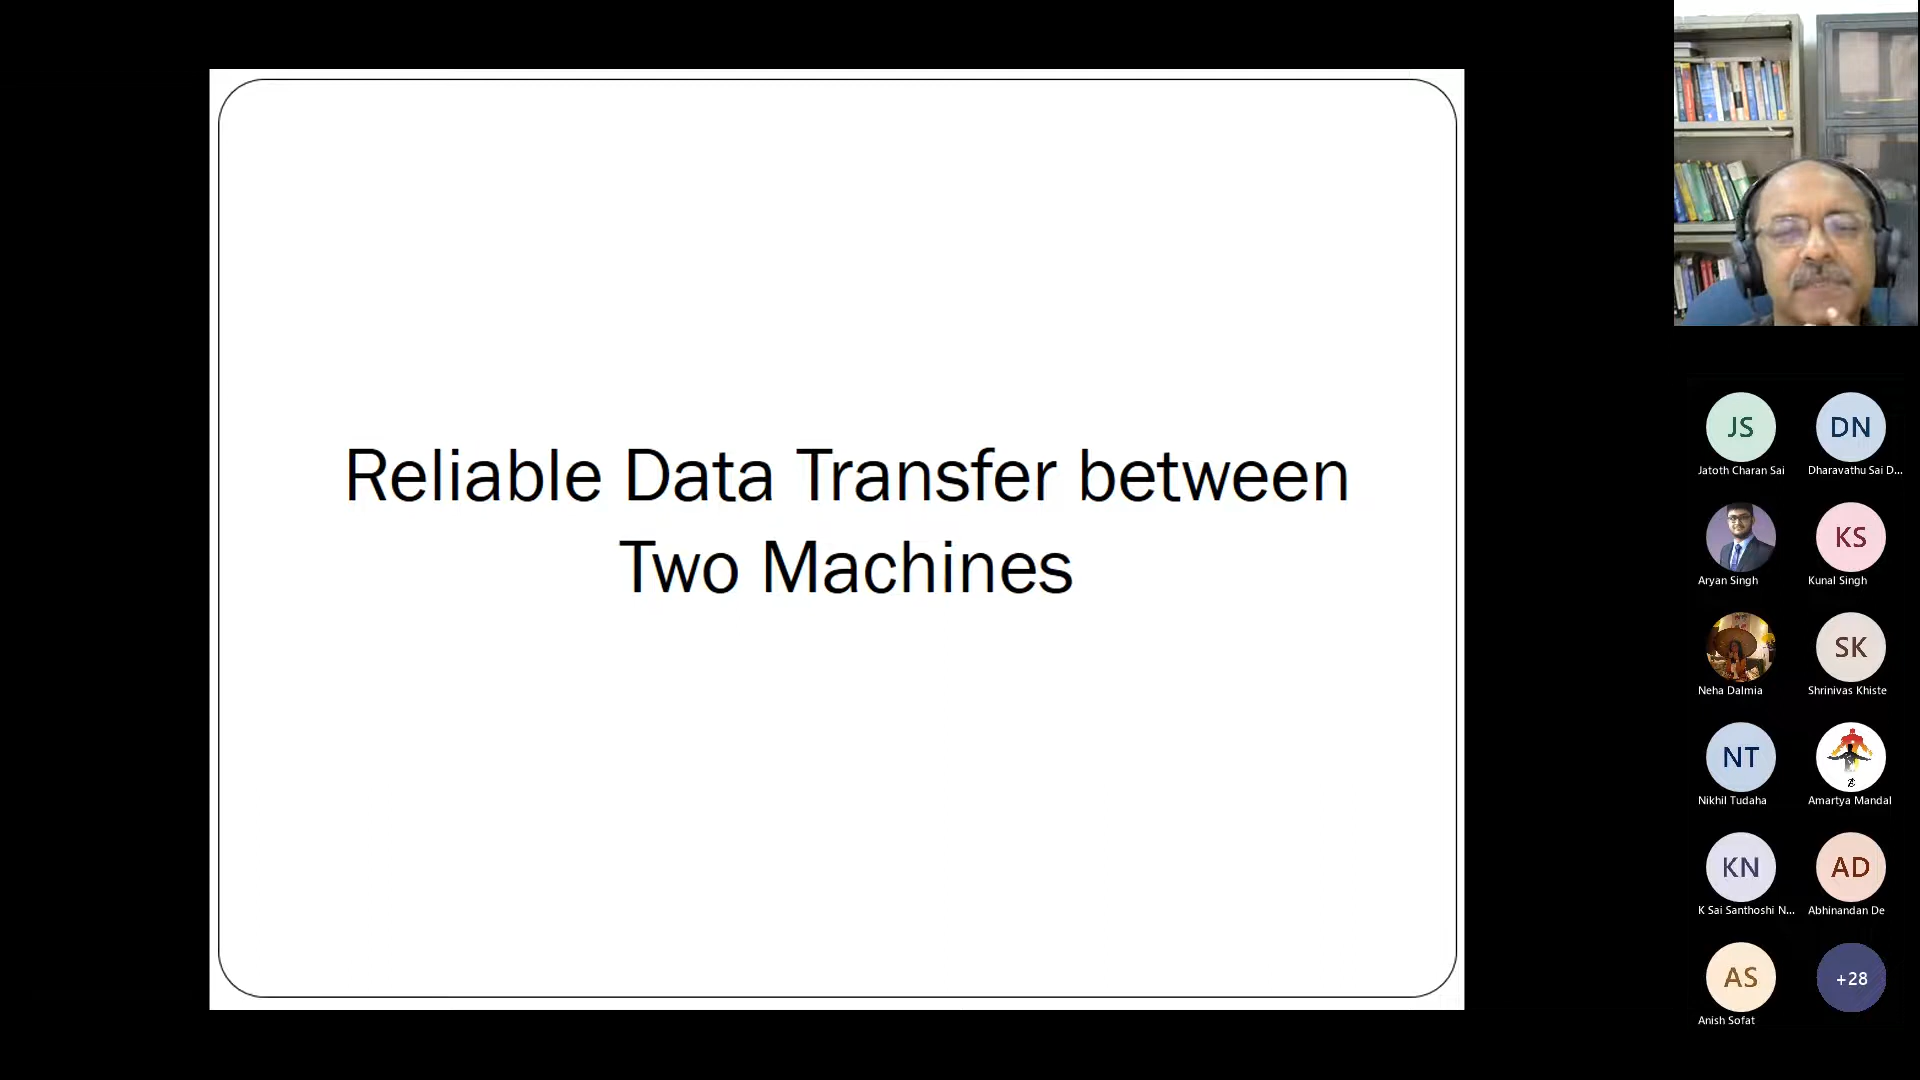 Reliable Data Transfer between
Two Machines
JS
DN
Jatoth Charan Sai
Dharavathu Sai D...
KS
Aryan Singh
Kunal Singh
SK
Neha Dalmia
Shrinivas Khiste
NT
Nikhil Tudaha
Amartya Mandal
KN
AD
K Sai Santhoshi N...
Abhinandan De
AS
+28
Anish Sofat